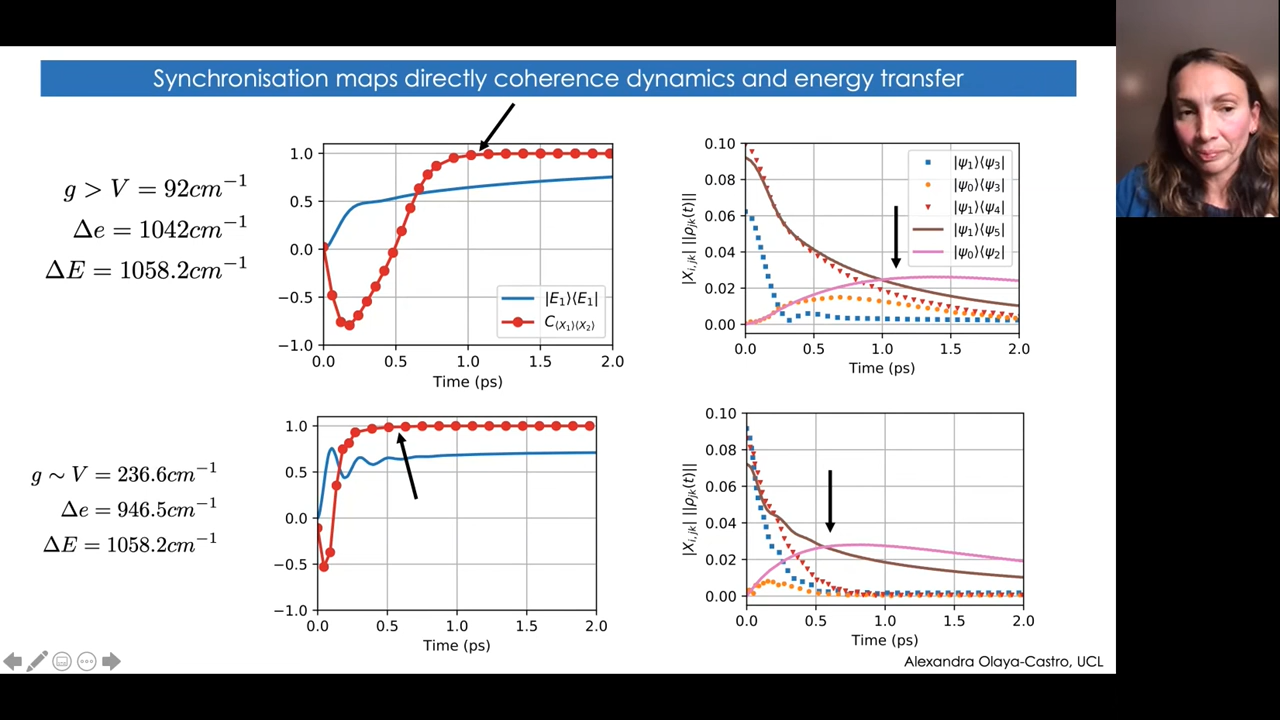 Synchronisation maps directly coherence dynamics and energy transfer
g > V = 92cm⁻¹
Δe = 1042cm⁻¹
ΔE = 1058.2cm⁻¹
1.0
0.5
0.0
−0.5
−1.0
|E₁⟩⟨E₁|
C⟨X₁⟩⟨X₂⟩
0.0 0.5 1.0 1.5 2.0
Time (ps)
|Xᵢ,ⱼₖ| ||ρⱼₖ(t)||
0.10
0.08
0.06
0.04
0.02
0.00
|ψ₁⟩⟨ψ₃|
|ψ₀⟩⟨ψ₃|
|ψ₁⟩⟨ψ₄|
|ψ₁⟩⟨ψ₅|
|ψ₀⟩⟨ψ₂|
0.0 0.5 1.0 1.5 2.0
Time (ps)
g ∼ V = 236.6cm⁻¹
Δe = 946.5cm⁻¹
ΔE = 1058.2cm⁻¹
1.0
0.5
0.0
−0.5
−1.0
0.0 0.5 1.0 1.5 2.0
Time (ps)
|Xᵢ,ⱼₖ| ||ρⱼₖ(t)||
0.10
0.08
0.06
0.04
0.02
0.00
0.0 0.5 1.0 1.5 2.0
Time (ps)
Alexandra Olaya-Castro, UCL